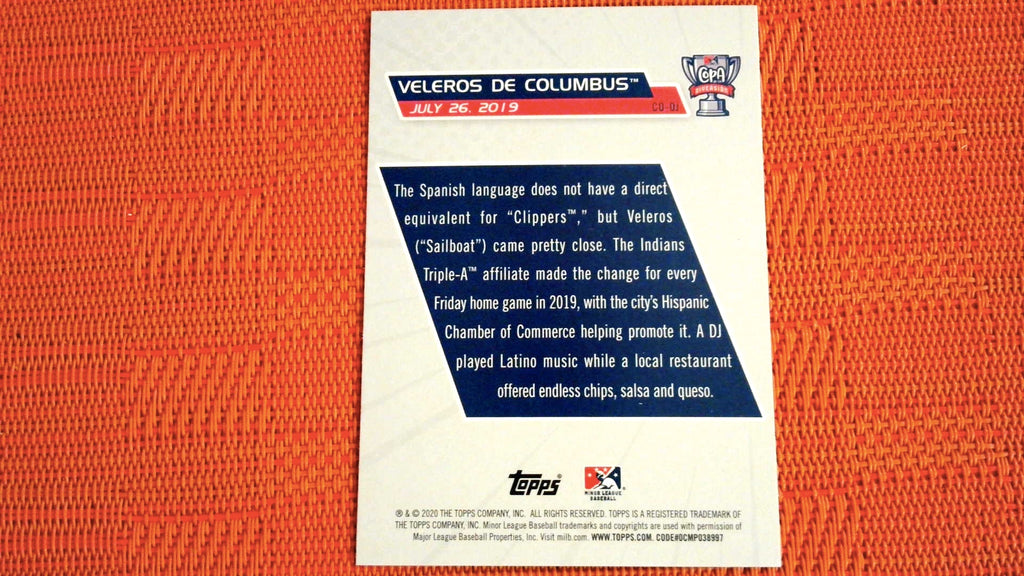 VELEROS DE COLUMBUS™
COPA
DIVERSIÓN
JULY 26, 2019
CO-DJ
The Spanish language does not have a direct
equivalent for “Clippers™,” but Veleros
(“Sailboat”) came pretty close. The Indians
Triple-A™ affiliate made the change for every
Friday home game in 2019, with the city’s Hispanic
Chamber of Commerce helping promote it. A DJ
played Latino music while a local restaurant
offered endless chips, salsa and queso.
Topps®
MINOR LEAGUE
BASEBALL®
® & © 2020 THE TOPPS COMPANY, INC. ALL RIGHTS RESERVED. TOPPS IS A REGISTERED TRADEMARK OF
THE TOPPS COMPANY, INC. Minor League Baseball trademarks and copyrights are used with permission of
Major League Baseball Properties, Inc. Visit milb.com. WWW.TOPPS.COM. CODE#0CMP038997